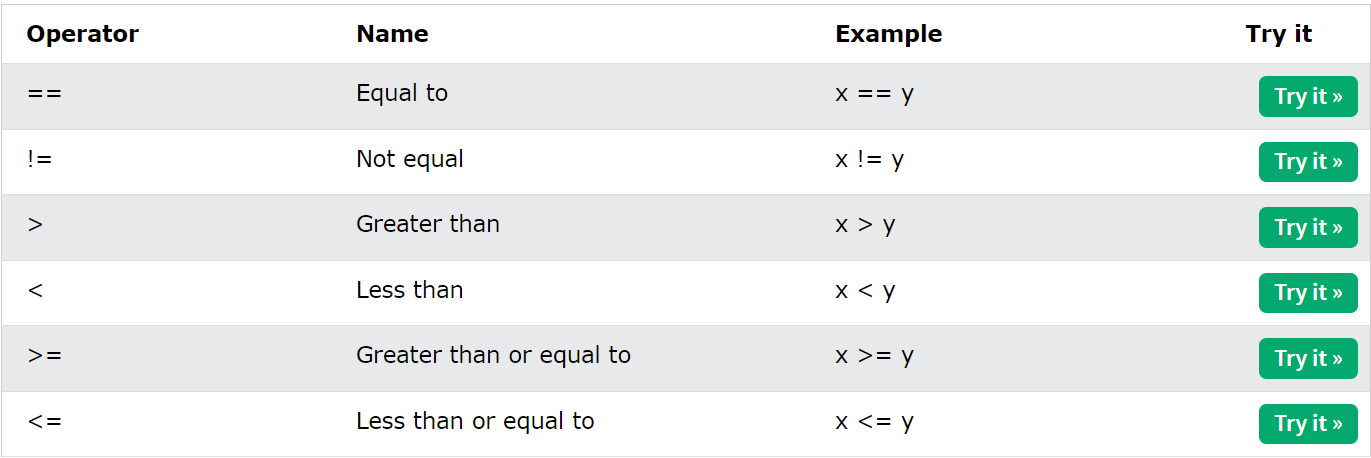 Operator Name Example Try it
== Equal to x == y Try it »
!= Not equal x != y Try it »
> Greater than x > y Try it »
< Less than x < y Try it »
>= Greater than or equal to x >= y Try it »
<= Less than or equal to x <= y Try it »